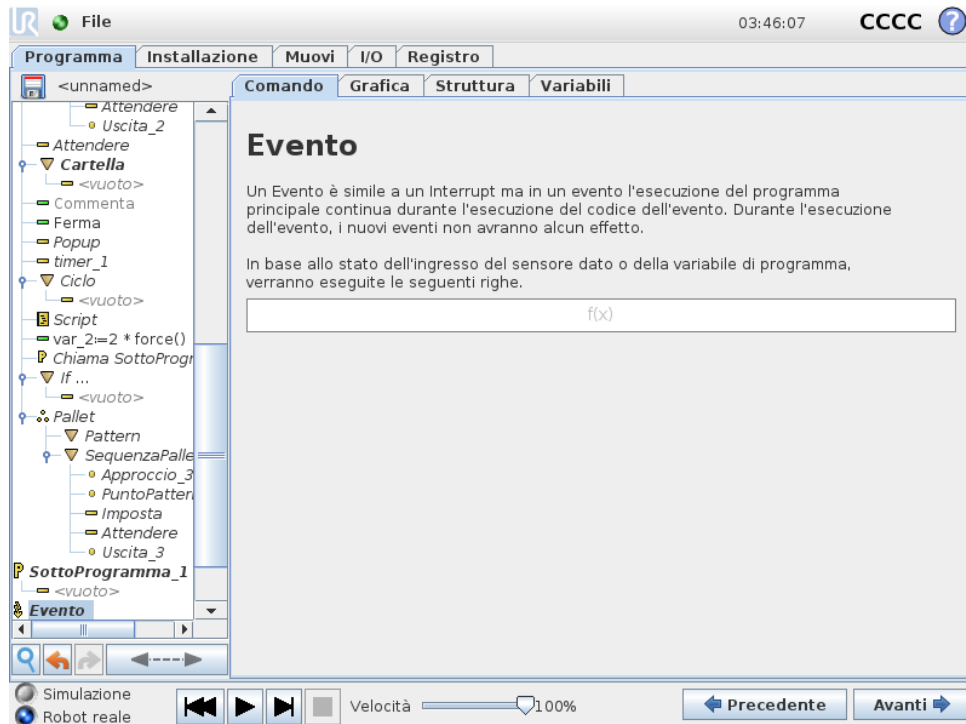 UR File 03:46:07 CCCC ?
Programma Installazione Muovi I/O Registro
<unnamed>
Comando Grafica Struttura Variabili
Attendere
Uscita_2
Attendere
Cartella
<vuoto>
Commenta
Ferma
Popup
timer_1
Ciclo
<vuoto>
Script
var_2:=2 * force()
Chiama SottoProgr
If ...
<vuoto>
Pallet
Pattern
SequenzaPalle
Approccio_3
PuntoPattern
Imposta
Attendere
Uscita_3
P SottoProgramma_1
<vuoto>
Evento
Evento
Un Evento è simile a un Interrupt ma in un evento l'esecuzione del programma
principale continua durante l'esecuzione del codice dell'evento. Durante l'esecuzione
dell'evento, i nuovi eventi non avranno alcun effetto.
In base allo stato dell'ingresso del sensore dato o della variabile di programma,
verranno eseguite le seguenti righe.
f(x)
Simulazione
Robot reale
Velocità 100%
Precedente Avanti